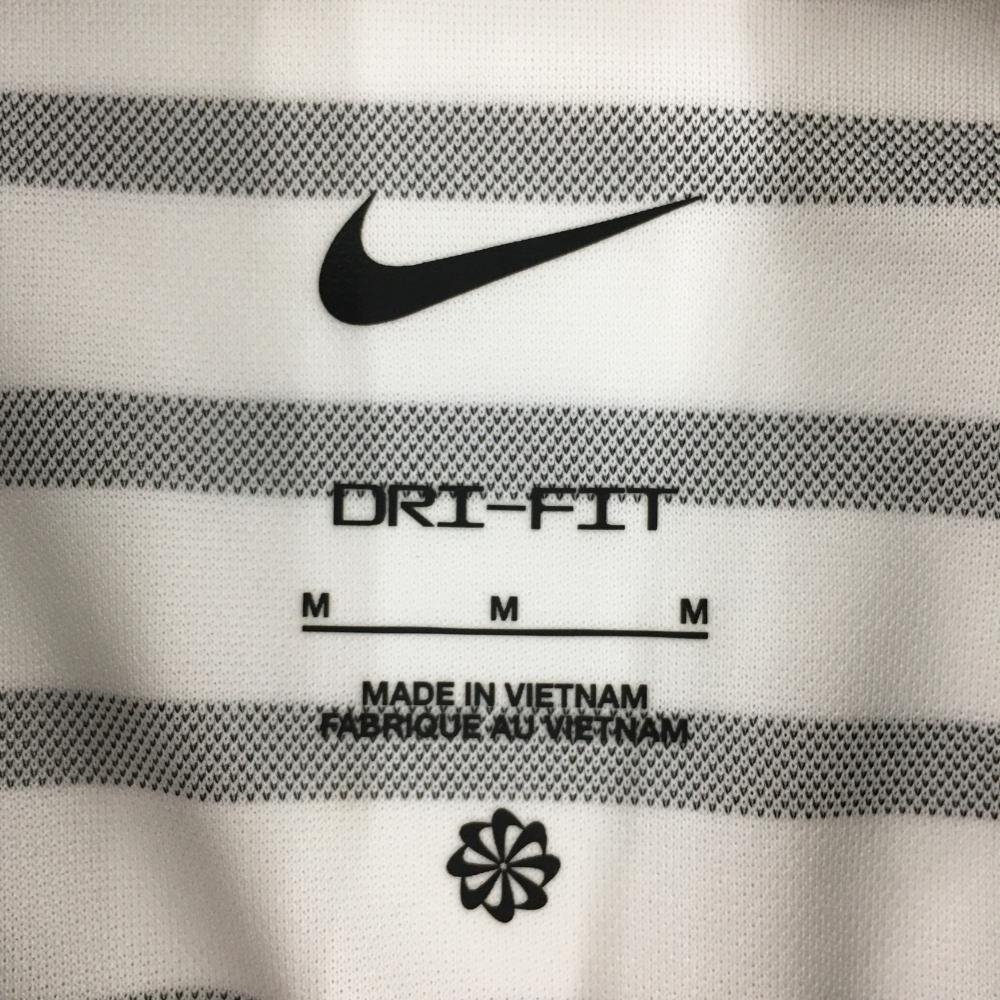 DRI-FIT
M M M
MADE IN VIETNAM
FABRIQUE AU VIETNAM